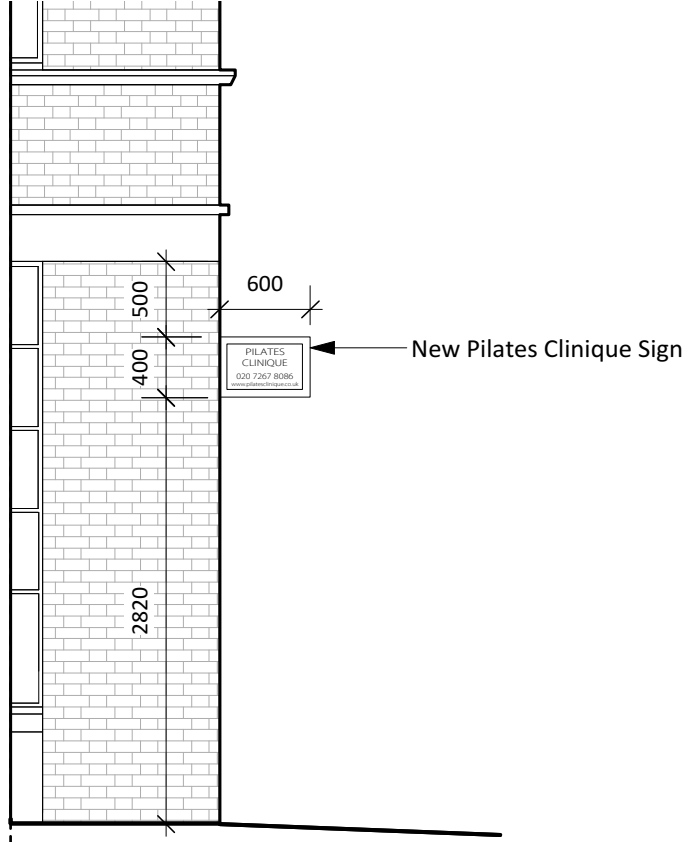 600
500
400
2820
PILATES
CLINIQUE
020 7267 8086
www.pilatesclinique.co.uk
New Pilates Clinique Sign